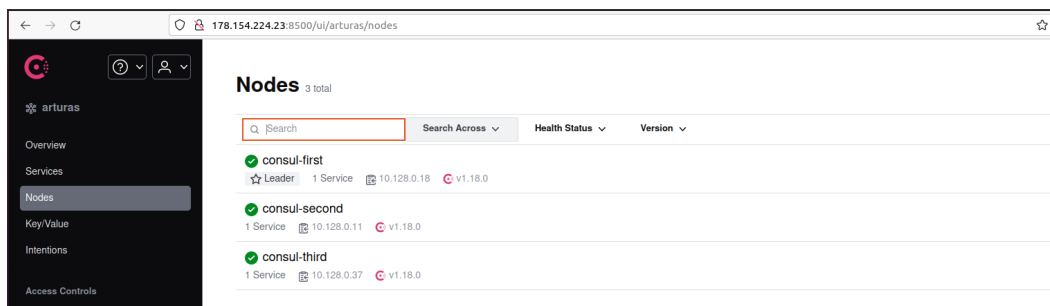 178.154.224.23:8500/ui/arturas/nodes
arturas
Overview
Services
Nodes
Key/Value
Intentions
Access Controls
Nodes 3 total
Search Search Across Health Status Version
consul-first
Leader 1 Service 10.128.0.18 v1.18.0
consul-second
1 Service 10.128.0.11 v1.18.0
consul-third
1 Service 10.128.0.37 v1.18.0